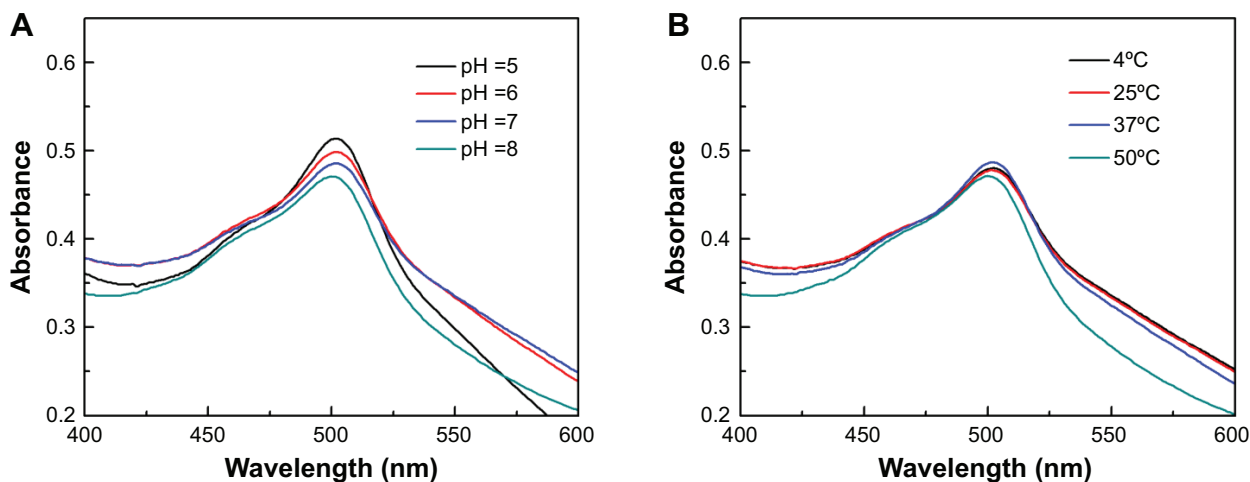 A
Absorbance
0.6
0.5
0.4
0.3
0.2
400
450
500
550
600
Wavelength (nm)
pH =5
pH =6
pH =7
pH =8
B
Absorbance
0.6
0.5
0.4
0.3
0.2
400
450
500
550
600
Wavelength (nm)
4ºC
25ºC
37ºC
50ºC